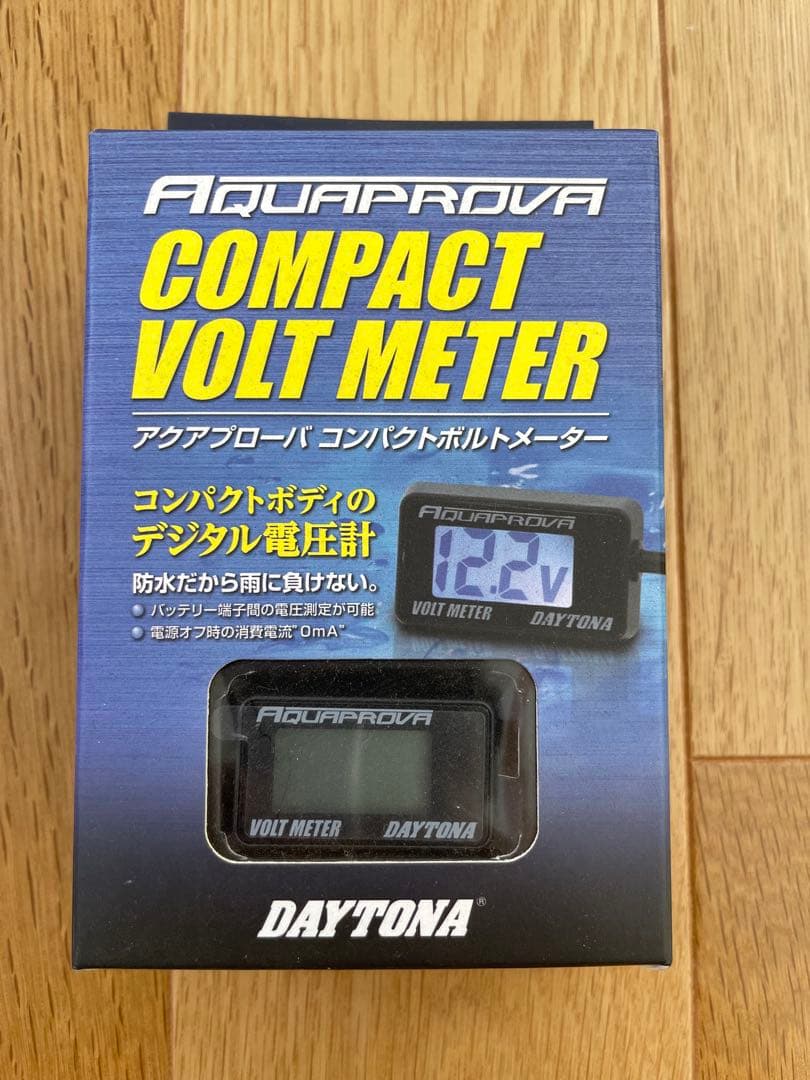 AQUAPROVA
COMPACT
VOLT METER
アクアプローバ コンパクトボルトメーター
コンパクトボディの
デジタル電圧計
防水だから雨に負けない。
● バッテリー端子間の電圧測定が可能
● 電源オフ時の消費電流"0mA"
AQUAPROVA
12.2V
VOLT METER DAYTONA
AQUAPROVA
VOLT METER DAYTONA
DAYTONA®